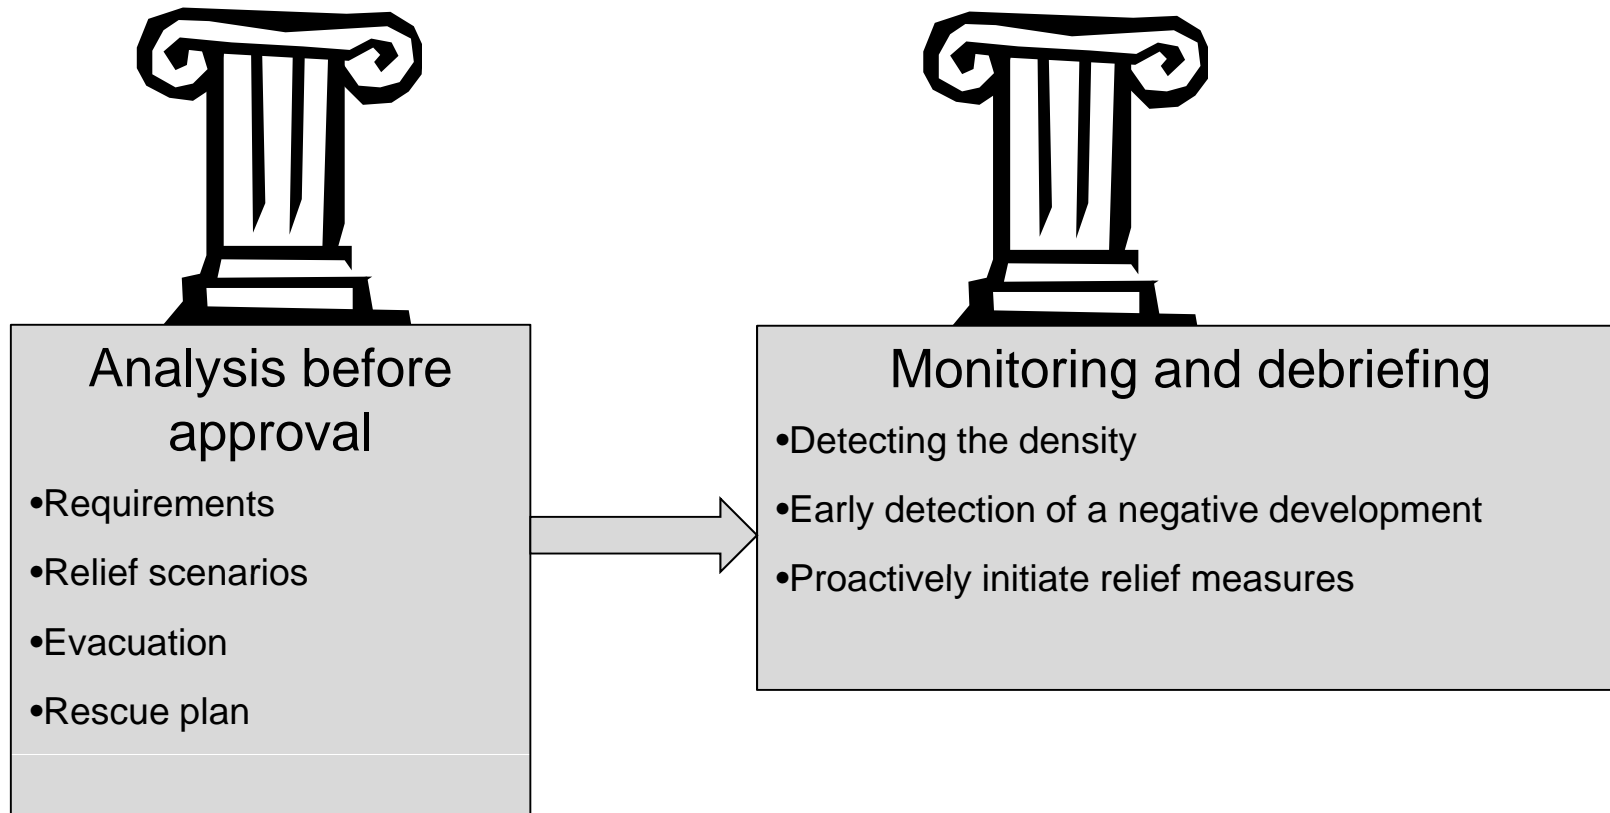 Analysis before
approval
•Requirements
•Relief scenarios
•Evacuation
•Rescue plan
Monitoring and debriefing
•Detecting the density
•Early detection of a negative development
•Proactively initiate relief measures